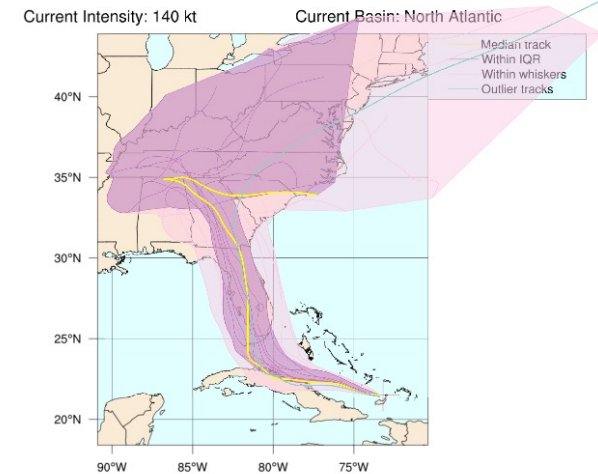 Current Intensity: 140 kt
Current Basin: North Atlantic
Median track
Within IQR
Within whiskers
Outlier tracks
40°N
35°N
30°N
25°N
20°N
90°W 85°W 80°W 75°W